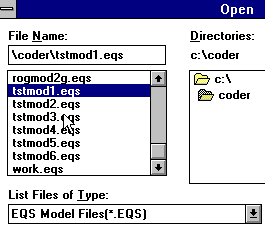 Open
File Name:
\coder\tstmod1.eqs
rogmod2g.eqs
tstmod1.eqs
tstmod2.eqs
tstmod3.eqs
tstmod4.eqs
tstmod5.eqs
tstmod6.eqs
work.eqs
Directories:
c:\coder
c:\
coder
List Files of Type:
EQS Model Files(*.EQS)